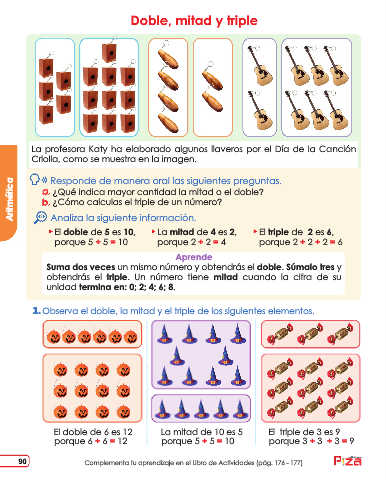 Doble, mitad y triple
La profesora Katy ha elaborado algunos llaveros por el Día de la Canción
Criolla, como se muestra en la imagen.
Aritmética
Responde de manera oral las siguientes preguntas.
a. ¿Qué indica mayor cantidad la mitad o el doble?
b. ¿Cómo calculas el triple de un número?
Analiza la siguiente información.
El doble de 5 es 10,
porque 5 + 5 = 10
La mitad de 4 es 2,
porque 2 + 2 = 4
El triple de 2 es 6,
porque 2 + 2 + 2 = 6
Aprende
Suma dos veces un mismo número y obtendrás el doble. Súmalo tres y
obtendrás el triple. Un número tiene mitad cuando la cifra de su
unidad termina en: 0; 2; 4; 6; 8.
1. Observa el doble, la mitad y el triple de los siguientes elementos.
El doble de 6 es 12
porque 6 + 6 = 12
La mitad de 10 es 5
porque 5 + 5 = 10
El triple de 3 es 9
porque 3 + 3 + 3 = 9
90
Complementa tu aprendizaje en el Libro de Actividades (pág. 176 - 177)